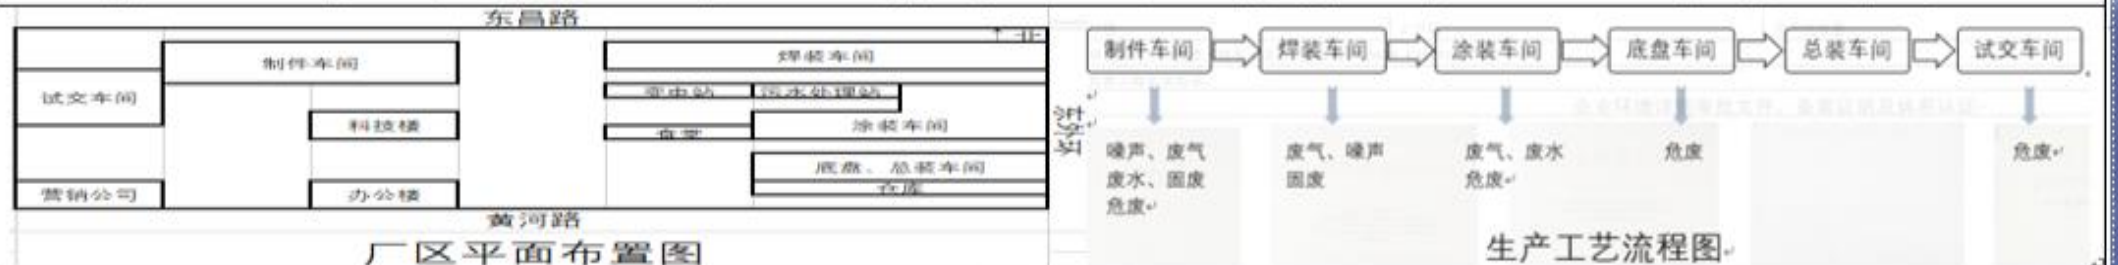 东昌路
北
制件车间
焊装车间
试交车间
变电站
污水处理站
科技楼
食堂
涂装车间
底盘、总装车间
仓库
营销公司
办公楼
黄河路
厂区平面布置图
制件车间
焊装车间
涂装车间
底盘车间
总装车间
试交车间
噪声、废气
废水、固废
危废
废气、噪声
固废
废气、废水
危废
危废
危废
生产工艺流程图